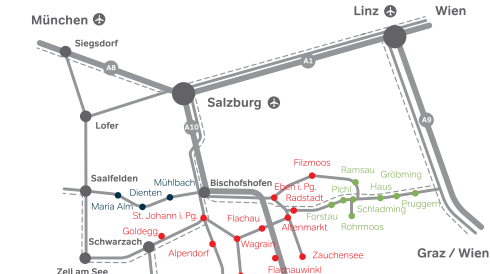 München
Linz
Wien
Siegsdorf
A8
A1
Salzburg
Lofer
A10
A9
Filzmoos
Ramsau
Gröbming
Saalfelden
Mühlbach
Bischofshofen
Eben i. Pg.
Pichl
Haus
Dienten
Radstadt
Maria Alm
Schladming
Pruggern
St. Johann i. Pg.
Flachau
Forstau
Altenmarkt
Rohrmoos
Goldegg
Schwarzach
Wagrain
Alpendorf
Zauchensee
Graz / Wien
Flachauwinkl
Zell am See